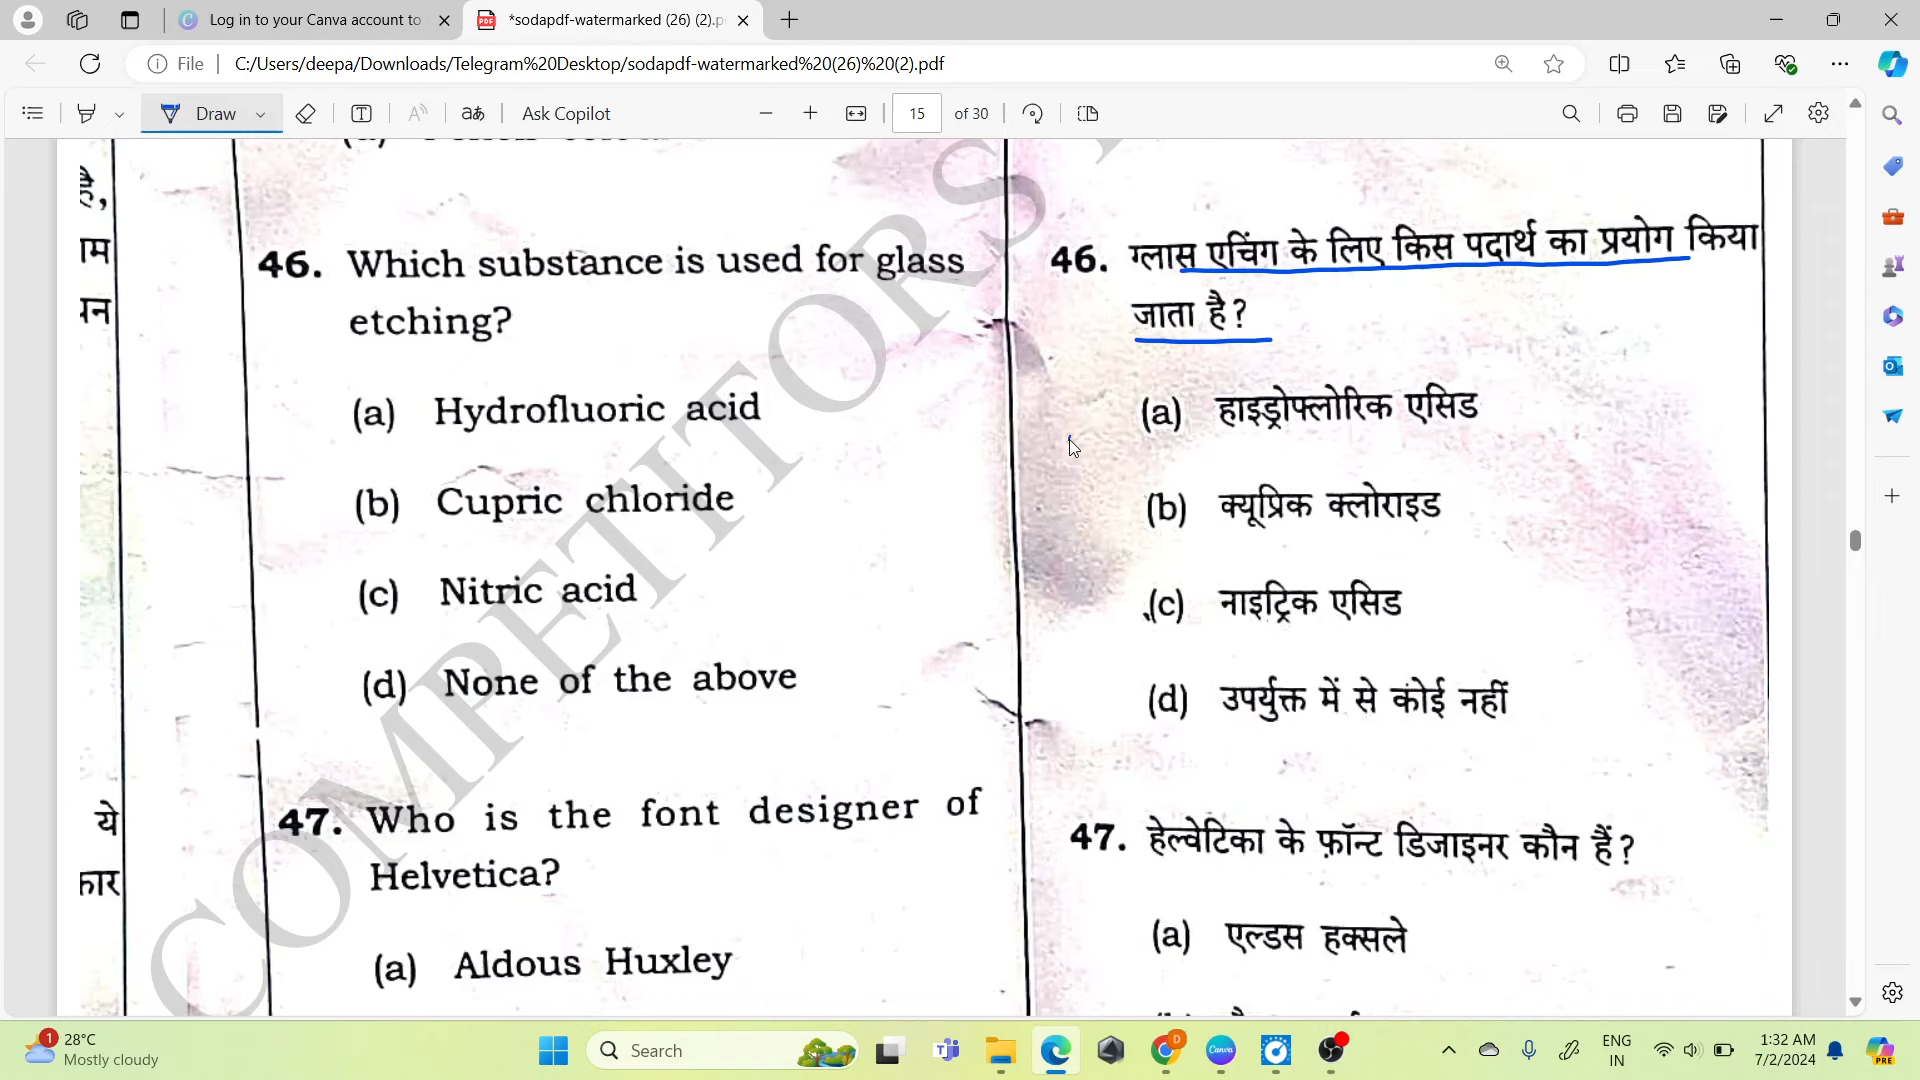 Log in to your Canva account to
*sodapdf-watermarked (26) (2).p
File
C:/Users/deepa/Downloads/Telegram%20Desktop/sodapdf-watermarked%20(26)%20(2).pdf
Draw
Ask Copilot
15 of 30
है,
ाम
ये
कार
46. Which substance is used for glass
etching?
(a) Hydrofluoric acid
(b) Cupric chloride
(c) Nitric acid
(d) None of the above
47. Who is the font designer of
Helvetica?
(a) Aldous Huxley
46. ग्लास एचिंग के लिए किस पदार्थ का प्रयोग किया
जाता है?
(a) हाइड्रोफ्लोरिक एसिड
(b) क्यूप्रिक क्लोराइड
(c) नाइट्रिक एसिड
(d) उपर्युक्त में से कोई नहीं
47. हेल्वेटिका के फ़ॉन्ट डिजाइनर कौन हैं?
(a) एल्डस हक्सले
COMPETITORS
1
28°C
Mostly cloudy
Search
Canva
D
PRE
ENG
IN
1:32 AM
7/2/2024